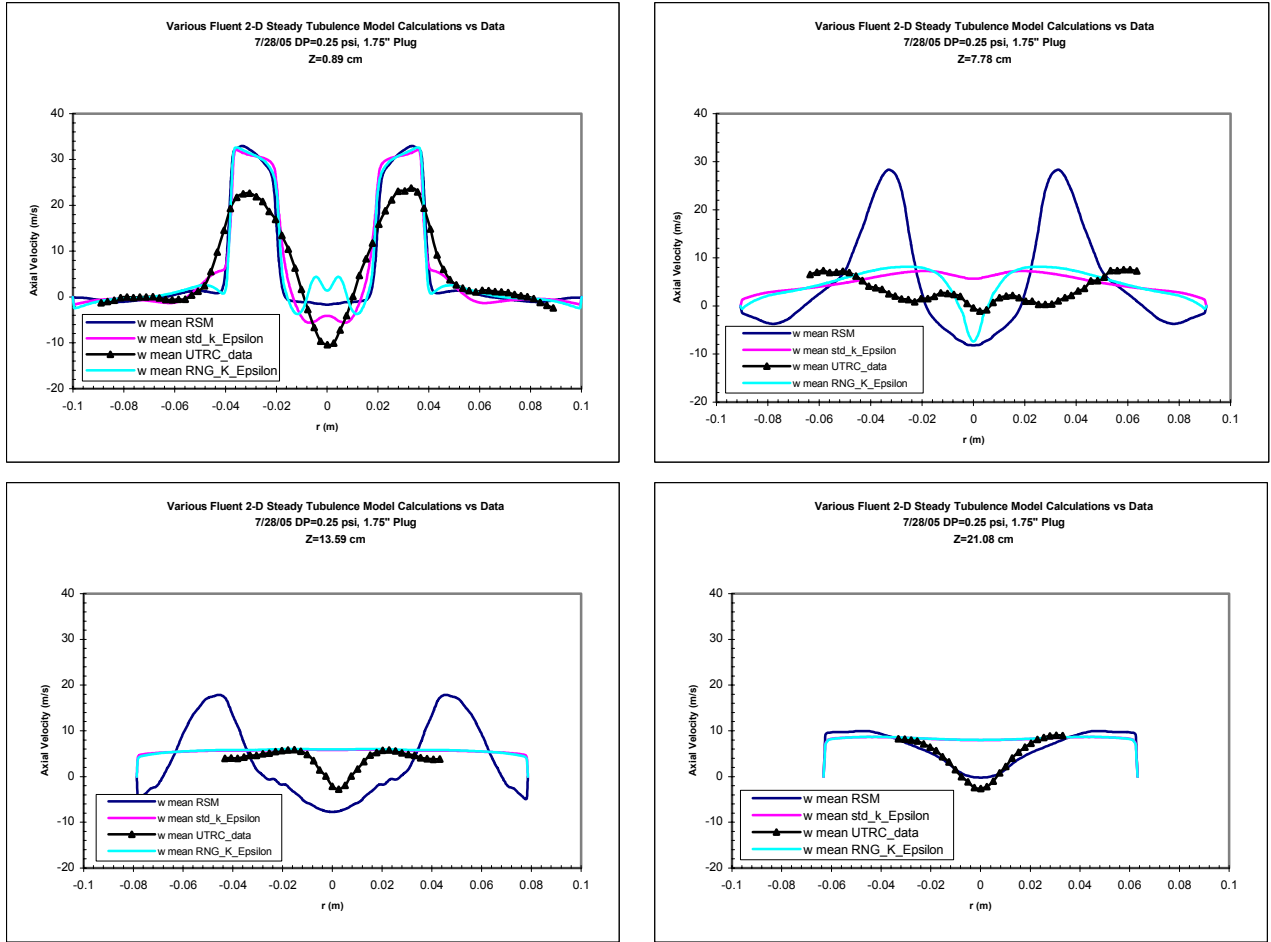 Various Fluent 2-D Steady Tubulence Model Calculations vs Data
7/28/05 DP=0.25 psi, 1.75" Plug
Z=0.89 cm
40
30
20
10
0
-10
-20
Axial Velocity (m/s)
w mean RSM
w mean std_k_Epsilon
w mean UTRC_data
w mean RNG_K_Epsilon
-0.1 -0.08 -0.06 -0.04 -0.02 0 0.02 0.04 0.06 0.08 0.1
r (m)
Various Fluent 2-D Steady Tubulence Model Calculations vs Data
7/28/05 DP=0.25 psi, 1.75" Plug
Z=7.78 cm
40
30
20
10
0
-10
-20
Axial Velocity (m/s)
w mean RSM
w mean std_k_Epsilon
w mean UTRC_data
w mean RNG_K_Epsilon
-0.1 -0.08 -0.06 -0.04 -0.02 0 0.02 0.04 0.06 0.08 0.1
r (m)
Various Fluent 2-D Steady Tubulence Model Calculations vs Data
7/28/05 DP=0.25 psi, 1.75" Plug
Z=13.59 cm
40
30
20
10
0
-10
-20
Axial Velocity (m/s)
w mean RSM
w mean std_k_Epsilon
w mean UTRC_data
w mean RNG_K_Epsilon
-0.1 -0.08 -0.06 -0.04 -0.02 0 0.02 0.04 0.06 0.08 0.1
r (m)
Various Fluent 2-D Steady Tubulence Model Calculations vs Data
7/28/05 DP=0.25 psi, 1.75" Plug
Z=21.08 cm
40
30
20
10
0
-10
-20
Axial Velocity (m/s)
w mean RSM
w mean std_k_Epsilon
w mean UTRC_data
w mean RNG_K_Epsilon
-0.1 -0.08 -0.06 -0.04 -0.02 0 0.02 0.04 0.06 0.08 0.1
r (m)